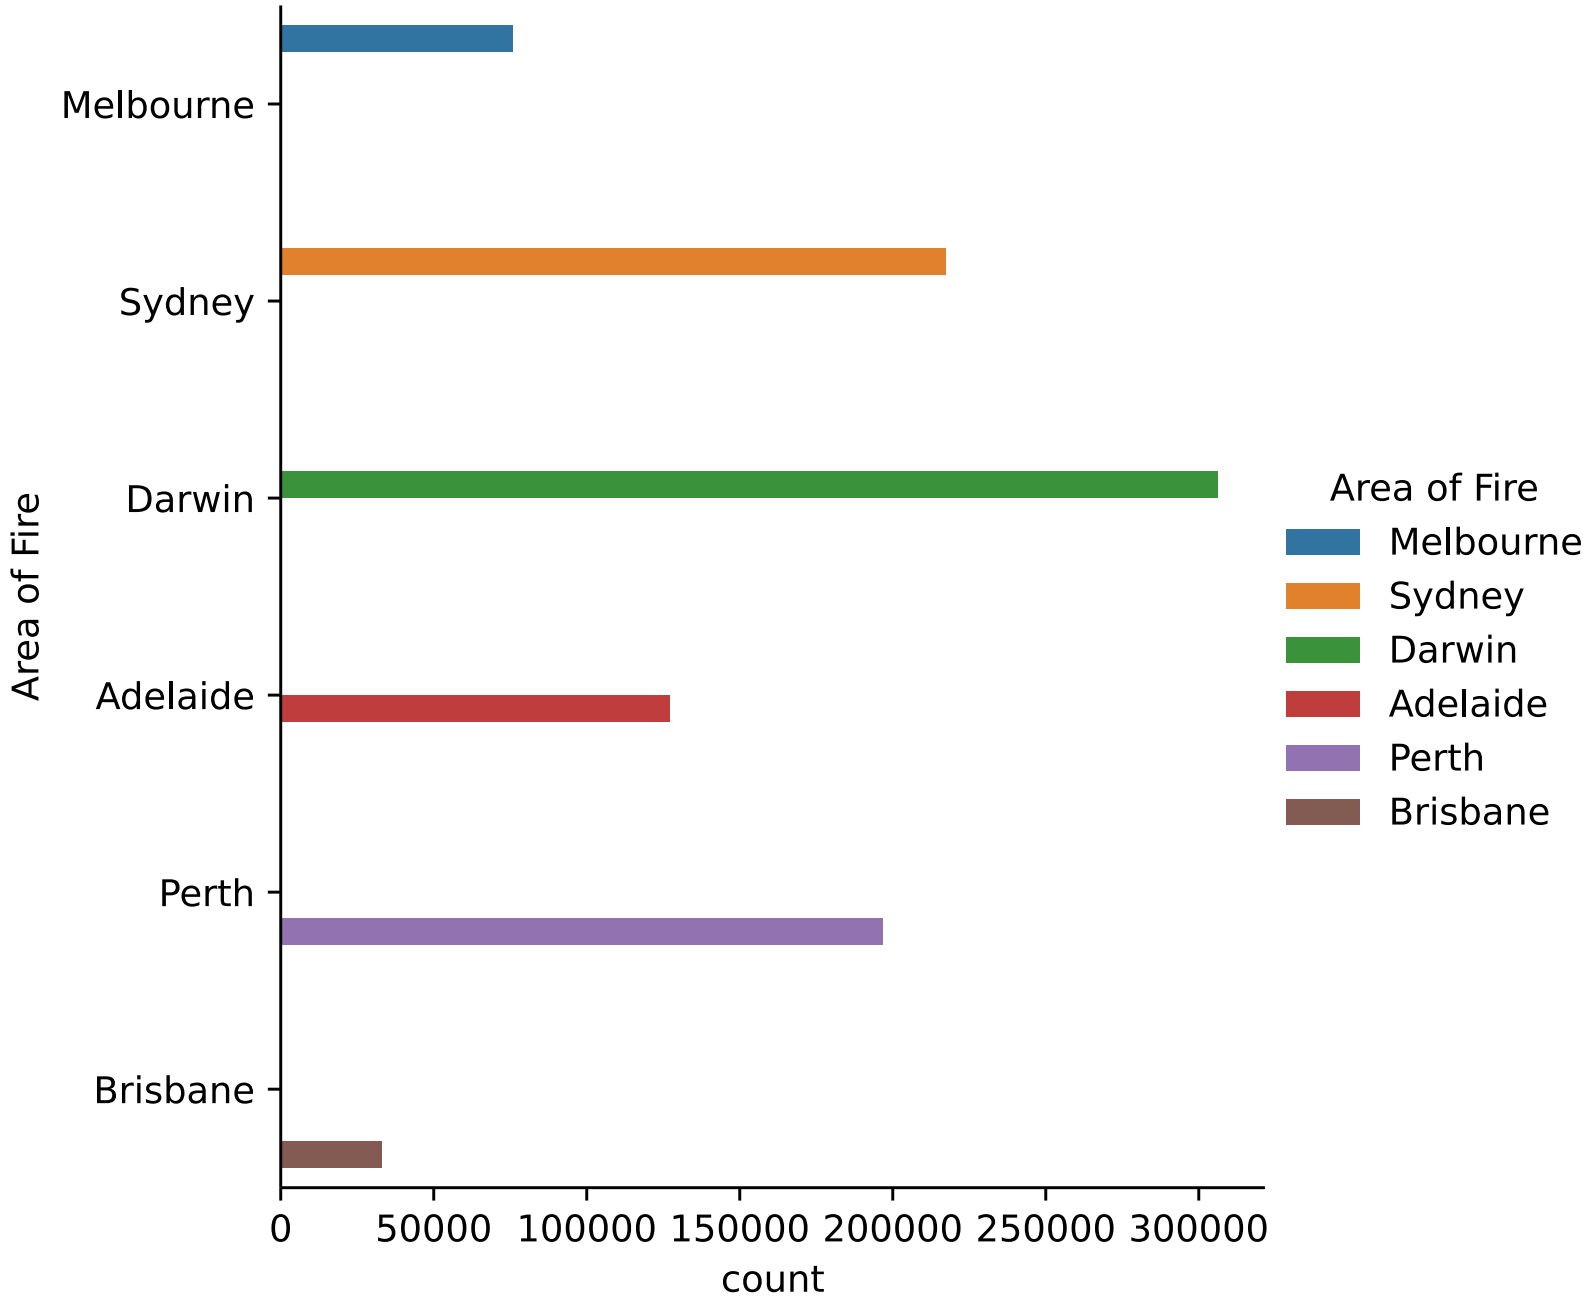 Area of Fire
Melbourne
Sydney
Darwin
Adelaide
Perth
Brisbane
0 50000 100000 150000 200000 250000 300000
count
Area of Fire
Melbourne
Sydney
Darwin
Adelaide
Perth
Brisbane